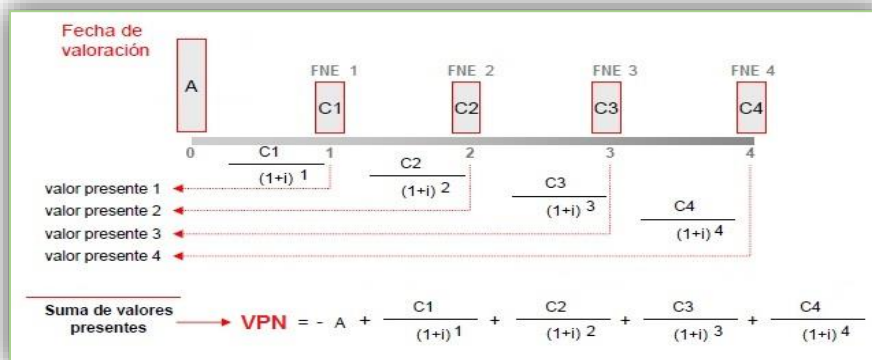 Fecha de
valoración
A
FNE 1
FNE 2
FNE 3
FNE 4
C1
C2
C3
C4
0
1
2
3
4
C1
(1+i) 1
C2
(1+i) 2
C3
(1+i) 3
C4
(1+i) 4
valor presente 1
valor presente 2
valor presente 3
valor presente 4
Suma de valores
presentes
VPN = - A + C1 / (1+i) 1 + C2 / (1+i) 2 + C3 / (1+i) 3 + C4 / (1+i) 4